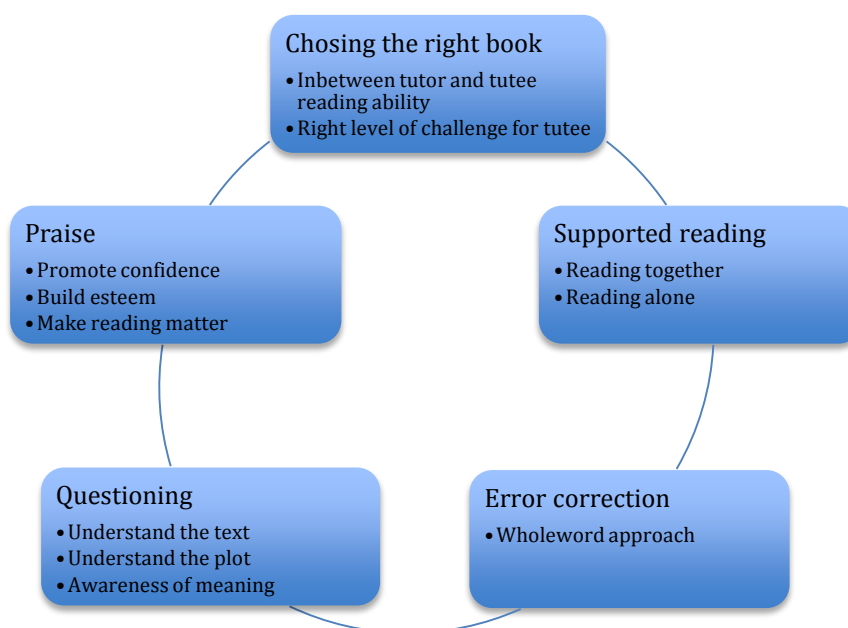 Chosing the right book
• Inbetween tutor and tutee
reading ability
• Right level of challenge for tutee
Supported reading
• Reading together
• Reading alone
Error correction
• Wholeword approach
Questioning
• Understand the text
• Understand the plot
• Awareness of meaning
Praise
• Promote confidence
• Build esteem
• Make reading matter